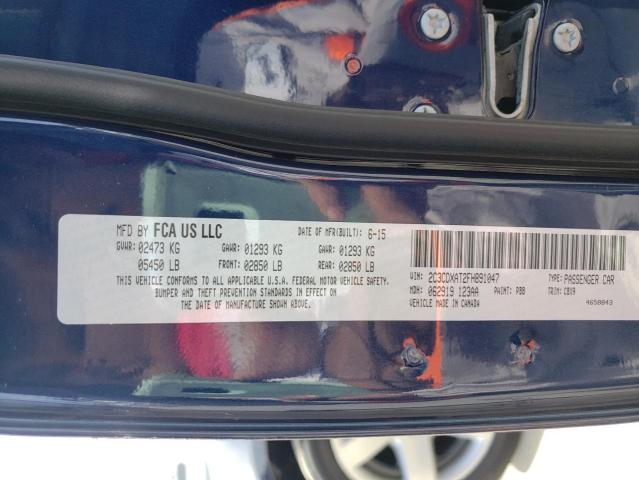 MFD BY FCA US LLC DATE OF MFR(BUILT): 6-15
GVWR: 02473 KG GAWR: 01293 KG GAWR: 01293 KG
05450 LB FRONT: 02850 LB REAR: 02850 LB
THIS VEHICLE CONFORMS TO ALL APPLICABLE U.S.A. FEDERAL MOTOR VEHICLE SAFETY,
BUMPER AND THEFT PREVENTION STANDARDS IN EFFECT ON
THE DATE OF MANUFACTURE SHOWN ABOVE.
VIN: 2C3CDXAT2FH891047 TYPE: PASSENGER CAR
MDH: 062919 123AA PAINT: PBB TRIM: CBX9
VEHICLE MADE IN CANADA 4658843